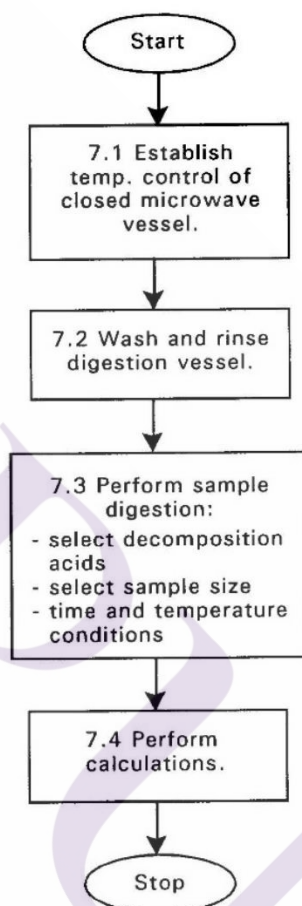 Start
7.1 Establish
temp. control of
closed microwave
vessel.
7.2 Wash and rinse
digestion vessel.
7.3 Perform sample
digestion:
- select decomposition
acids
- select sample size
- time and temperature
conditions
7.4 Perform
calculations.
Stop